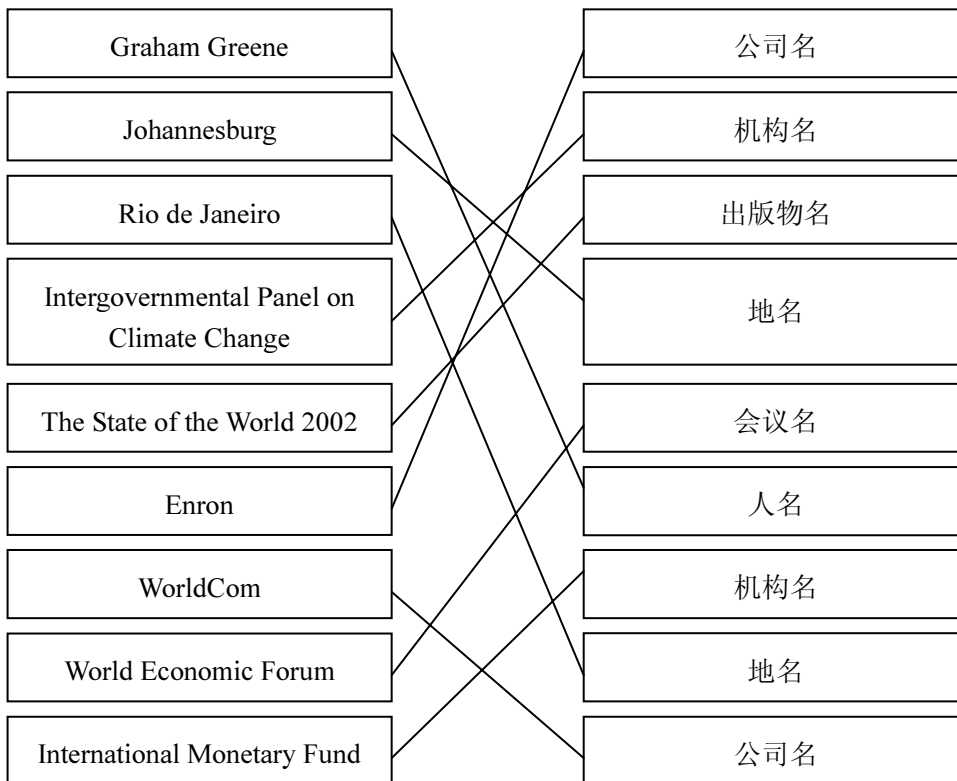 Graham Greene
公司名
Johannesburg
机构名
Rio de Janeiro
出版物名
Intergovernmental Panel on
Climate Change
地名
The State of the World 2002
会议名
Enron
人名
WorldCom
机构名
World Economic Forum
地名
International Monetary Fund
公司名